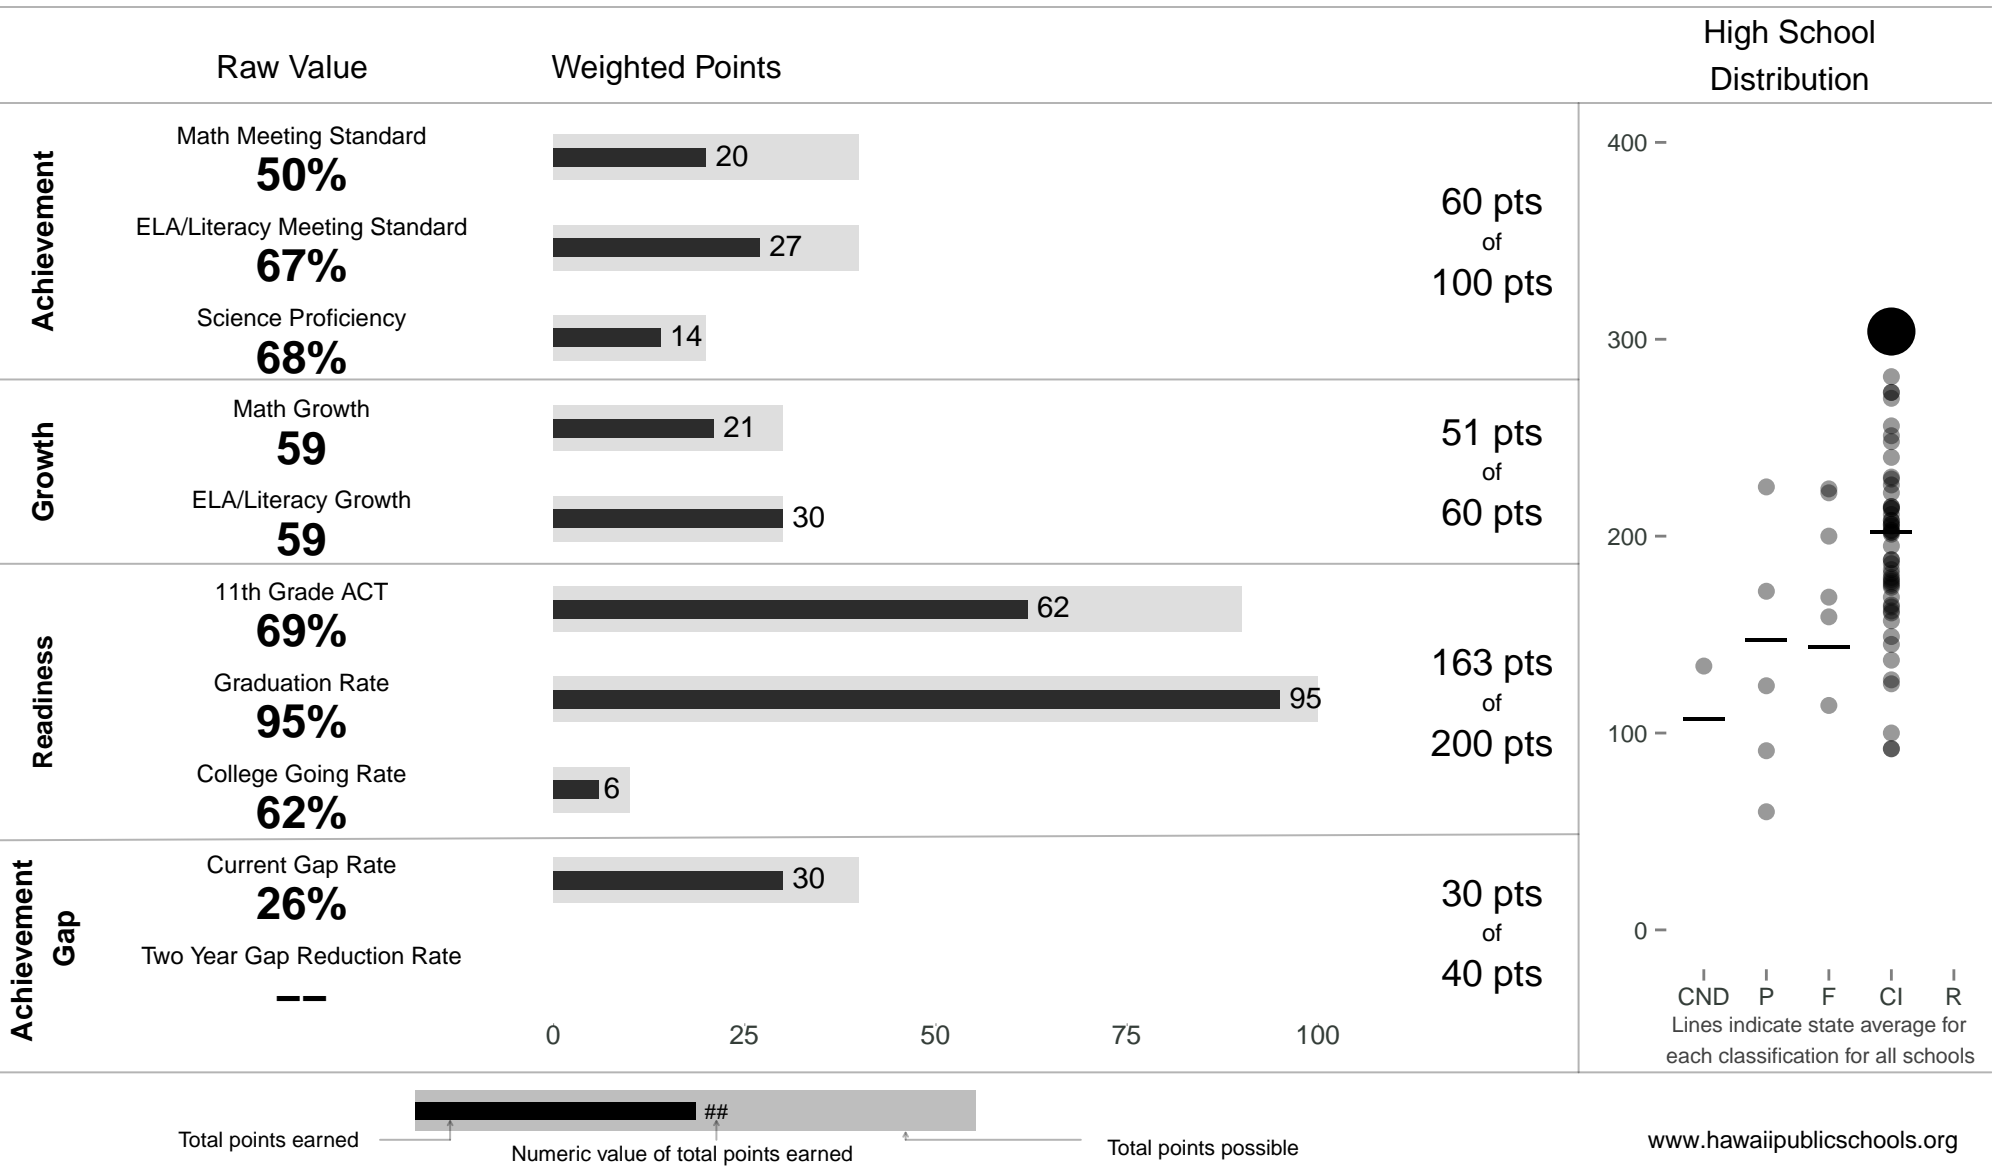 Raw Value
Weighted Points
High School
Distribution
Achievement
Math Meeting Standard
50%
20
ELA/Literacy Meeting Standard
67%
27
Science Proficiency
68%
14
60 pts
of
100 pts
Growth
Math Growth
59
21
ELA/Literacy Growth
59
30
51 pts
of
60 pts
Readiness
11th Grade ACT
69%
62
Graduation Rate
95%
95
College Going Rate
62%
6
163 pts
of
200 pts
Achievement
Gap
Current Gap Rate
26%
30
Two Year Gap Reduction Rate
––
30 pts
of
40 pts
0 25 50 75 100
400
300
200
100
0
CND P F CI R
Lines indicate state average for
each classification for all schools
##
Total points earned
Numeric value of total points earned
Total points possible
www.hawaiipublicschools.org